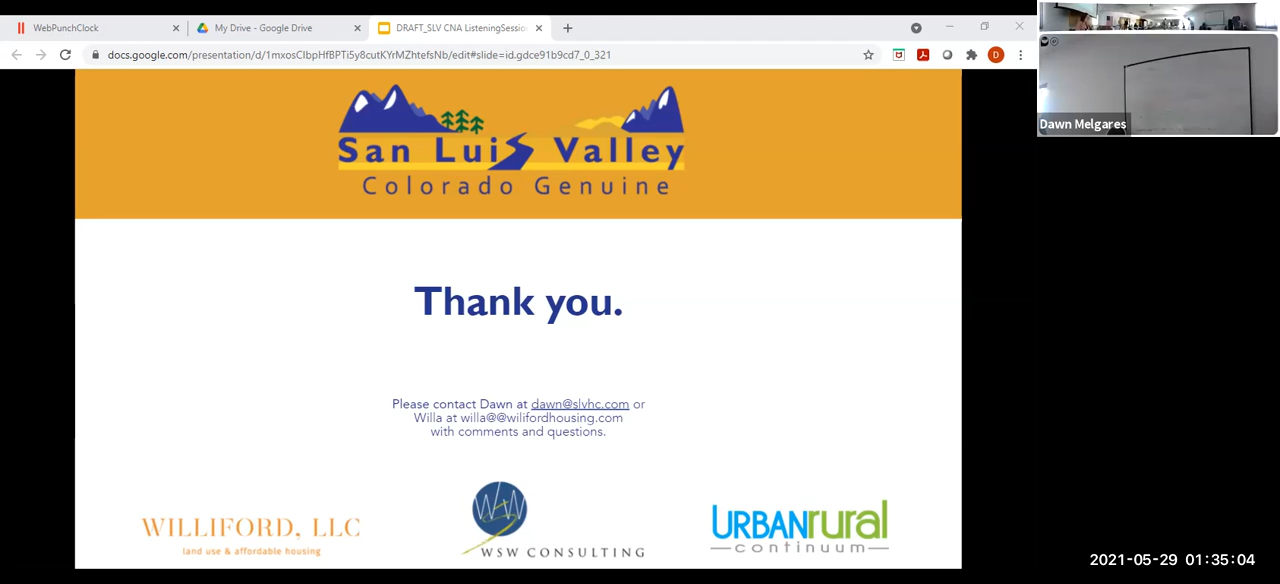 WebPunchClock
My Drive - Google Drive
DRAFT_SLV CNA ListeningSessio
docs.google.com/presentation/d/1mxosCIbpHfBPTi5y8cutKYrMZhtefsNb/edit#slide=id.gdce91b9cd7_0_321
D
Dawn Melgares
San Luis Valley
Colorado Genuine
Thank you.
Please contact Dawn at dawn@slvhc.com or
Willa at willa@@wilifordhousing.com
with comments and questions.
WILLIFORD, LLC
land use & affordable housing
WSW
WSW CONSULTING
URBANrural
continuum
2021-05-29 01:35:04